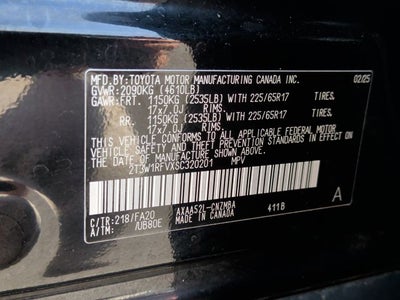 MFD.BY:TOYOTA MOTOR MANUFACTURING CANADA INC. 02/25
GVWR:2090KG (4610LB)
GAWR:FRT. 1150KG (2535LB) WITH 225/65R17 TIRES,
17x7.0J RIMS.
RR. 1150KG (2535LB) WITH 225/65R17 TIRES,
17x7.0J RIMS.
THIS VEHICLE CONFORMS TO ALL APPLICABLE FEDERAL MOTOR
VEHICLE SAFETY AND THEFT PREVENTION STANDARDS IN EFFECT ON
THE DATE OF MANUFACTURE SHOWN ABOVE.
2T3W1RFVXSC320201 MPV
C/TR:218/FA20 AXAA52L-CNZMBA 411B A
A/TM: /UB80E MADE IN CANADA